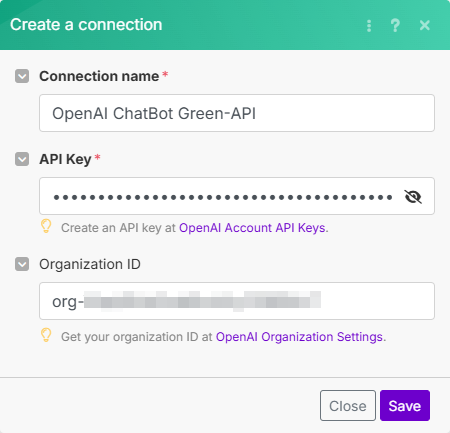 Create a connection
Connection name*
OpenAI ChatBot Green-API
API Key*
Create an API key at OpenAI Account API Keys.
Organization ID
org-
Get your organization ID at OpenAI Organization Settings.
Close Save